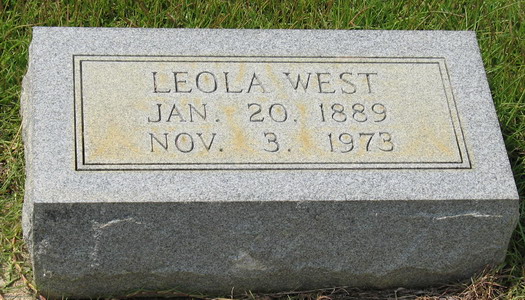 LEOLA WEST
JAN. 20. 1889
NOV. 3. 1973